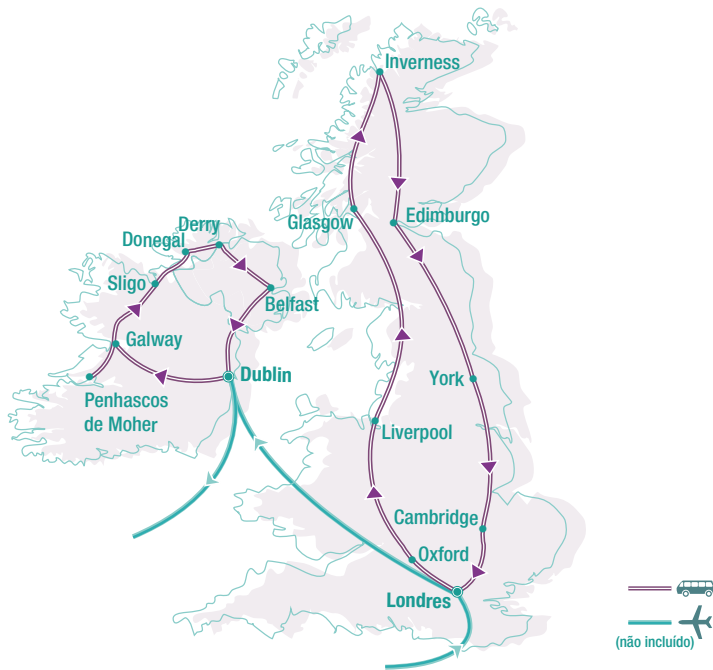 Inverness
Glasgow
Edimburgo
Derry
Donegal
Sligo
Belfast
Galway
Dublin
York
Penhascos
de Moher
Liverpool
Cambridge
Oxford
Londres
(não incluído)